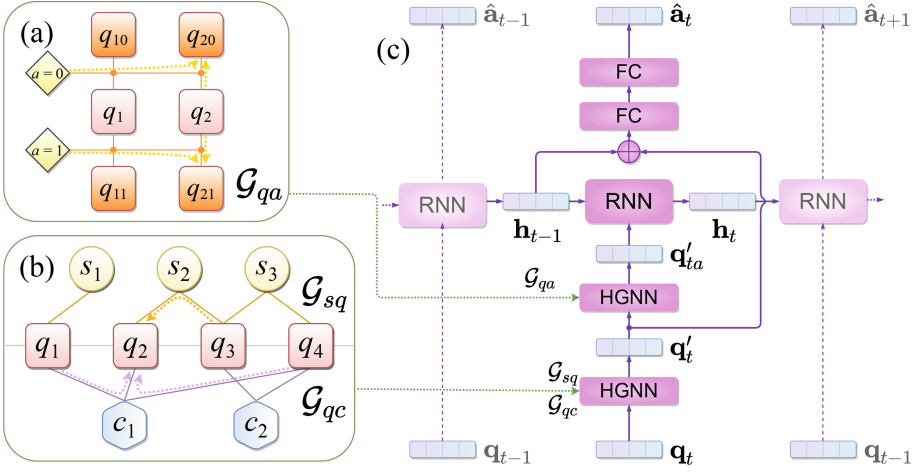 (a)
q₁₀ q₂₀
a = 0
q₁ q₂
a = 1
q₁₁ q₂₁
𝒢qa
(b)
s₁ s₂ s₃
𝒢sq
q₁ q₂ q₃ q₄
𝒢qc
c₁ c₂
(c)
âₜ₋₁ âₜ âₜ₊₁
FC
FC
RNN RNN RNN
hₜ₋₁ hₜ
q′ₜₐ
𝒢qa
HGNN
q′ₜ
𝒢sq
HGNN
𝒢qc
qₜ₋₁ qₜ qₜ₋₁